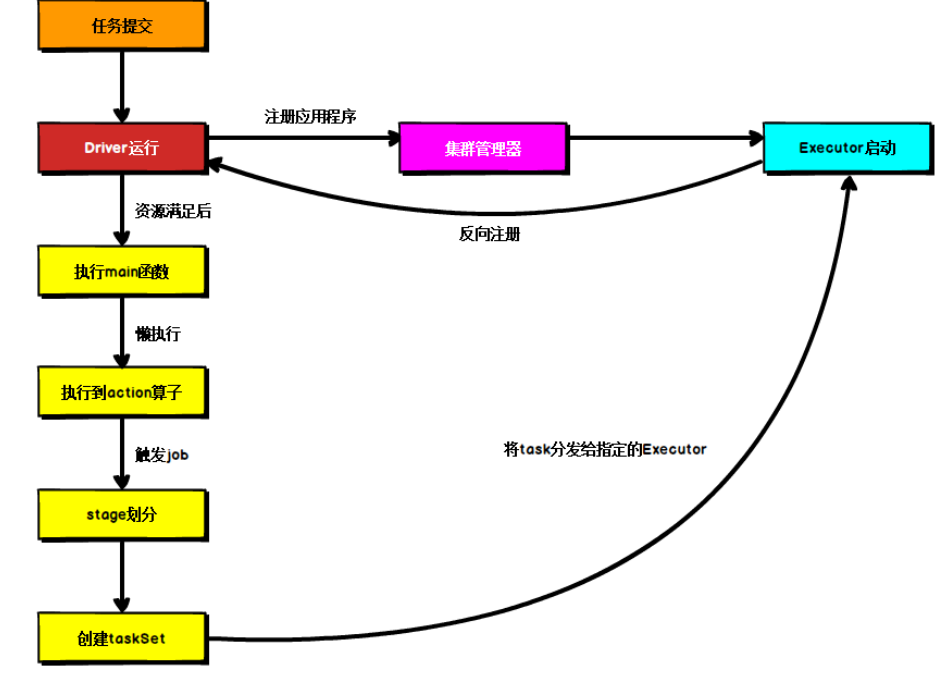 任务提交
注册应用程序
Driver运行
集群管理器
Executor启动
资源满足后
反向注册
执行main函数
懒执行
执行到action算子
触发job
将task分发给指定的Executor
stage划分
创建taskSet